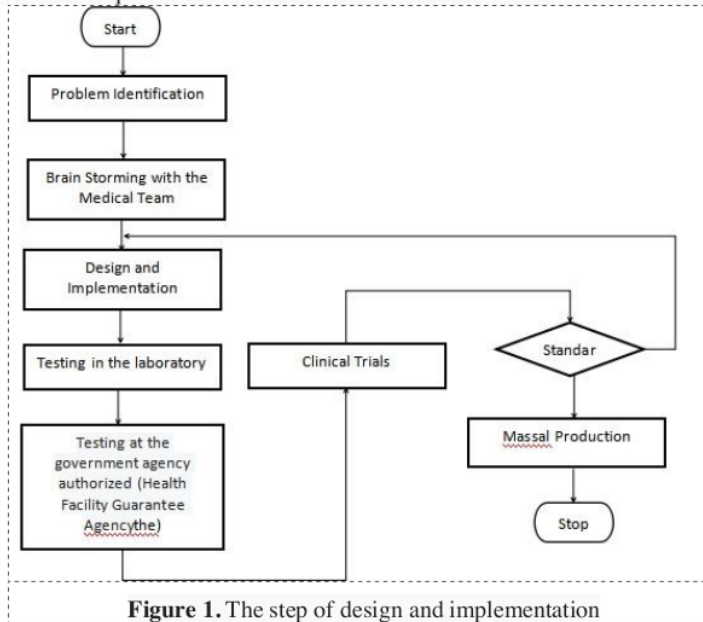 Start
Problem Identification
Brain Storming with the
Medical Team
Design and
Implementation
Testing in the laboratory
Testing at the
government agency
authorized (Health
Facility Guarantee
Agencythe)
Clinical Trials
Standar
Massal Production
Stop
Figure 1. The step of design and implementation